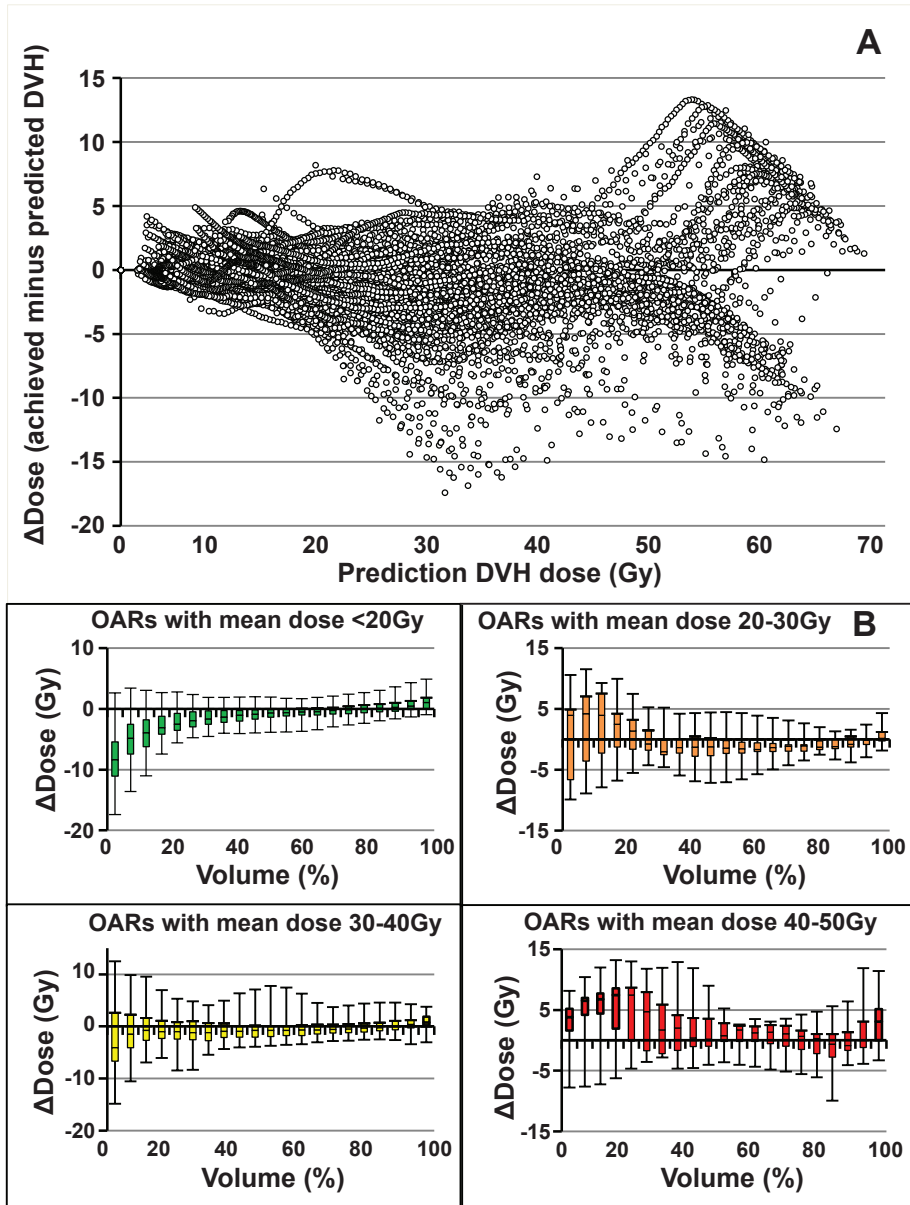 A
ΔDose (achieved minus predicted DVH)
15
10
5
0
-5
-10
-15
-20
0 10 20 30 40 50 60 70
Prediction DVH dose (Gy)
OARs with mean dose <20Gy
ΔDose (Gy)
10
0
-10
-20
0 20 40 60 80 100
Volume (%)
OARs with mean dose 20-30Gy
B
ΔDose (Gy)
15
5
-5
-15
0 20 40 60 80 100
Volume (%)
OARs with mean dose 30-40Gy
ΔDose (Gy)
10
0
-10
-20
0 20 40 60 80 100
Volume (%)
OARs with mean dose 40-50Gy
ΔDose (Gy)
15
5
-5
-15
0 20 40 60 80 100
Volume (%)